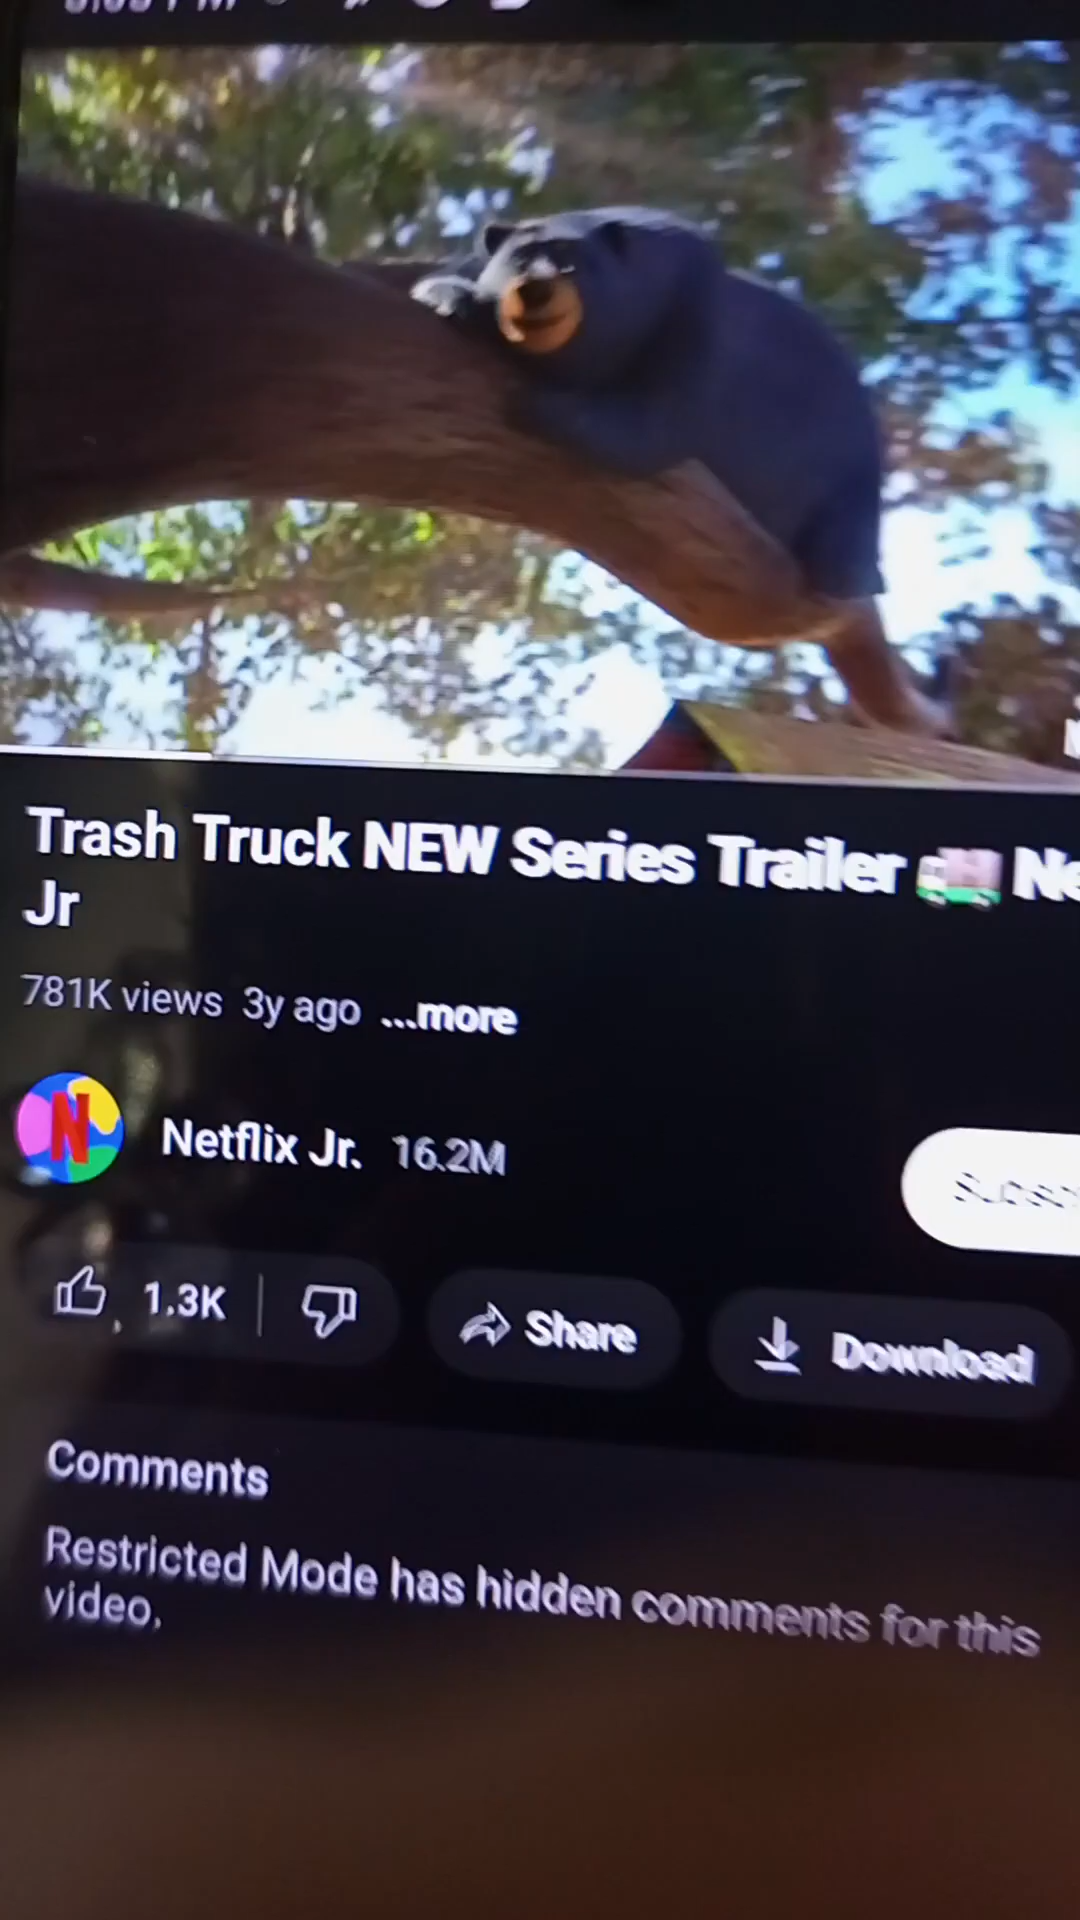 Trash Truck NEW Series Trailer 🚛 Ne
Jr
781K views 3y ago ...more
N
Netflix Jr. 16.2M
1.3K
Share
Download
Comments
Restricted Mode has hidden comments for this
video.